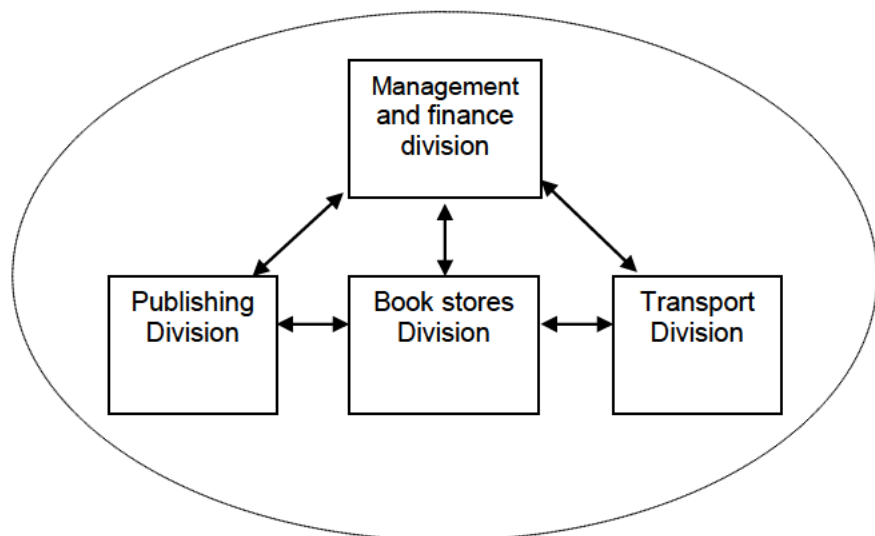 Management
and finance
division
Publishing
Division
Book stores
Division
Transport
Division